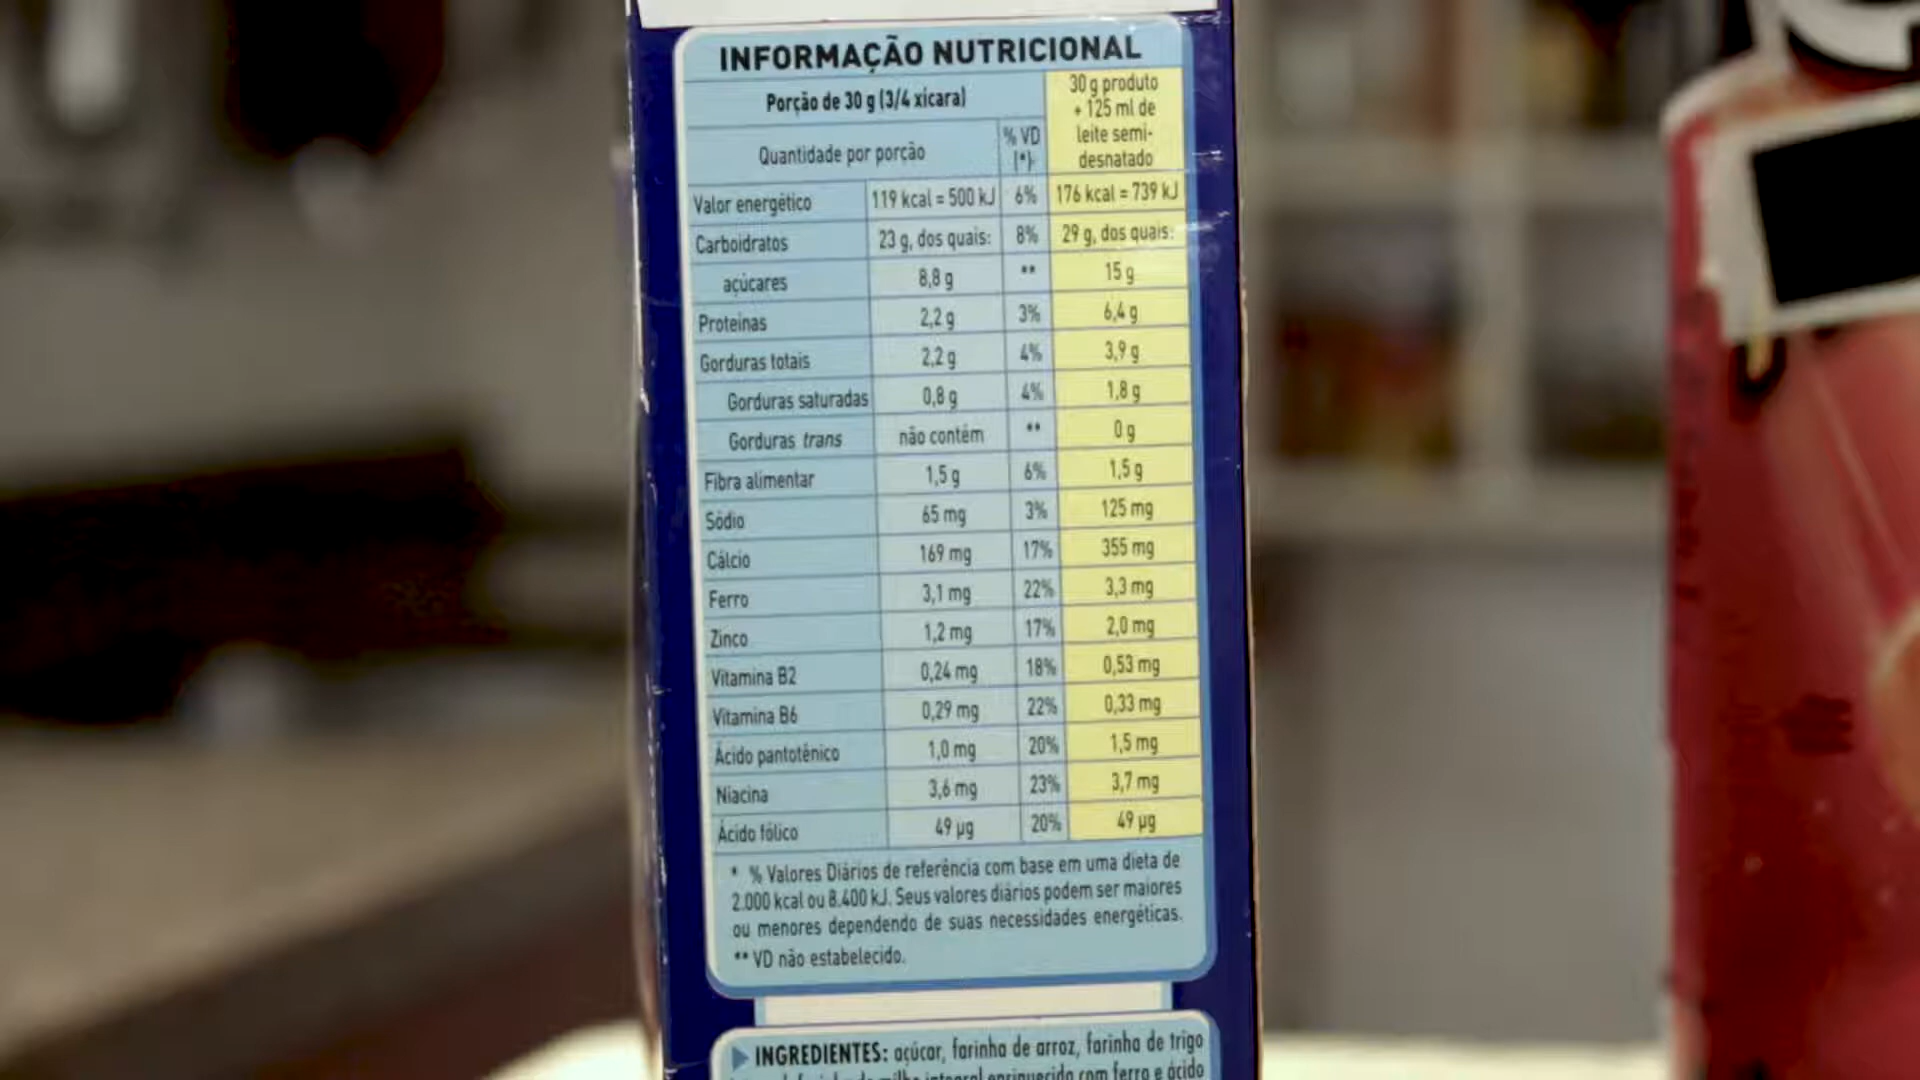 INFORMAÇÃO NUTRICIONAL
Porção de 30 g (3/4 xícara)
30 g produto
+ 125 ml de
leite semi-
desnatado
Quantidade por porção
% VD
(*)
Valor energético 119 kcal = 500 kJ 6% 176 kcal = 739 kJ
Carboidratos 23 g, dos quais: 8% 29 g, dos quais:
açúcares 8,8 g ** 15 g
Proteínas 2,2 g 3% 6,4 g
Gorduras totais 2,2 g 4% 3,9 g
Gorduras saturadas 0,8 g 4% 1,8 g
Gorduras trans não contém ** 0 g
Fibra alimentar 1,5 g 6% 1,5 g
Sódio 65 mg 3% 125 mg
Cálcio 169 mg 17% 355 mg
Ferro 3,1 mg 22% 3,3 mg
Zinco 1,2 mg 17% 2,0 mg
Vitamina B2 0,24 mg 18% 0,53 mg
Vitamina B6 0,29 mg 22% 0,33 mg
Ácido pantotênico 1,0 mg 20% 1,5 mg
Niacina 3,6 mg 23% 3,7 mg
Ácido fólico 49 µg 20% 49 µg
* % Valores Diários de referência com base em uma dieta de
2.000 kcal ou 8.400 kJ. Seus valores diários podem ser maiores
ou menores dependendo de suas necessidades energéticas.
** VD não estabelecido.
INGREDIENTES: açúcar, farinha de arroz, farinha de trigo
milho integral enriquecida com ferro e ácido